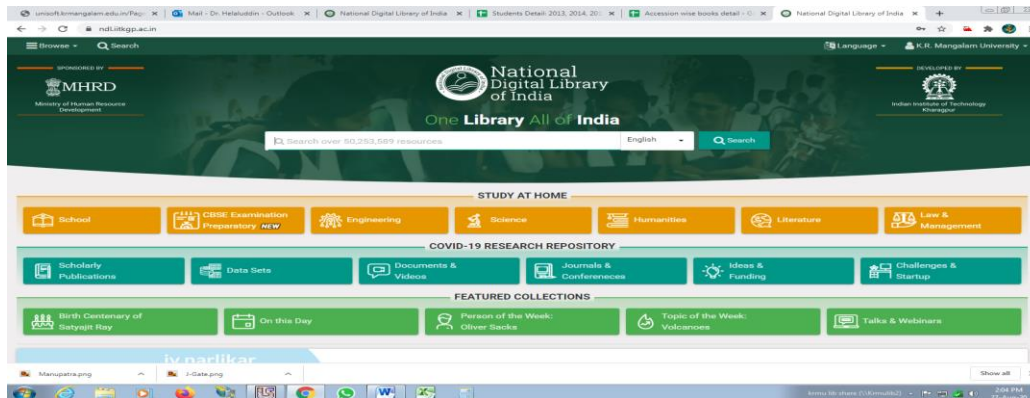 unisoft.krmangalam.edu.in/Page
Mail - Dr. Helaluddin - Outlook
National Digital Library of India
Students Detail: 2013, 2014, 201
Accession wise books detail - G
National Digital Library of India
ndl.iitkgp.ac.in
Browse
Search
Language
K.R. Mangalam University
SPONSORED BY
MHRD
Ministry of Human Resource
Development
National
Digital Library
of India
One Library All of India
DEVELOPED BY
Indian Institute of Technology
Kharagpur
Search over 50,253,589 resources
English
Search
STUDY AT HOME
School
CBSE Examination
Preparatory NEW
Engineering
Science
Humanities
Literature
Law &
Management
COVID-19 RESEARCH REPOSITORY
Scholarly
Publications
Data Sets
Documents &
Videos
Journals &
Confereneces
Ideas &
Funding
Challenges &
Startup
FEATURED COLLECTIONS
Birth Centenary of
Satyajit Ray
On this Day
Person of the Week:
Oliver Sacks
Topic of the Week:
Volcanoes
Talks & Webinars
jv narlikar
Manupatra.png
J-Gate.png
Show all
2:04 PM